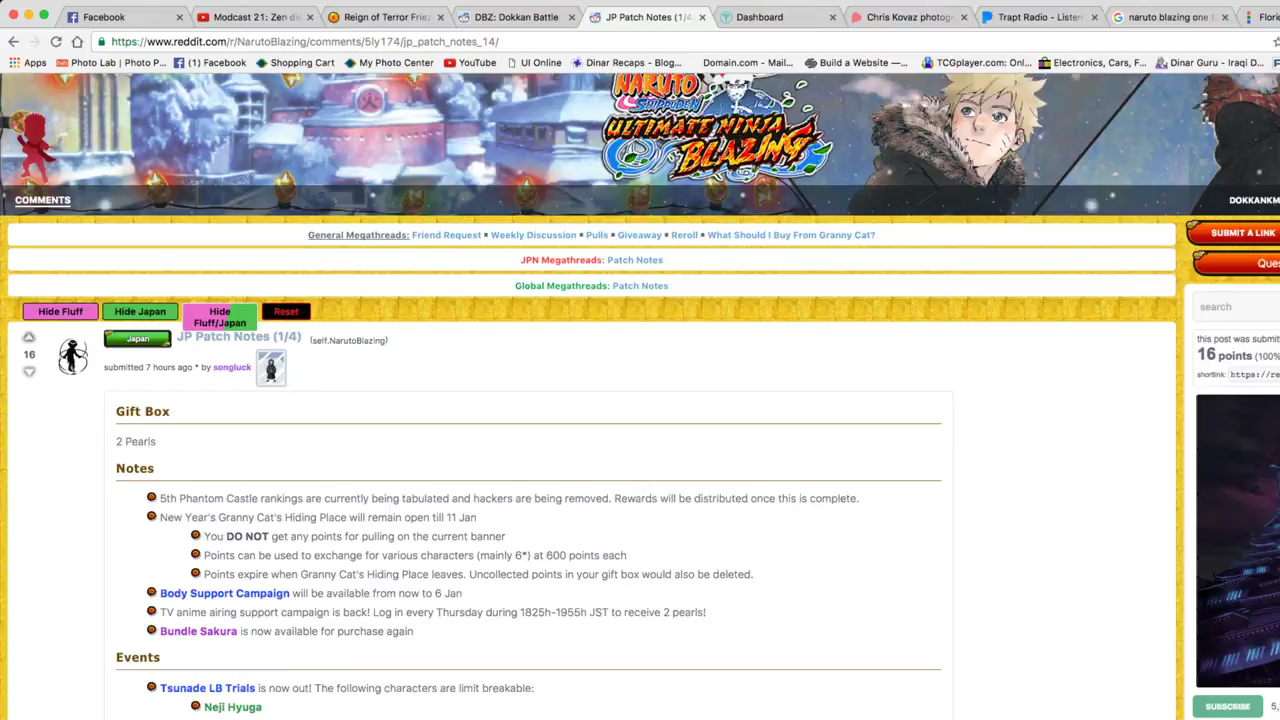 Facebook
Modcast 21: Zen di
Reign of Terror Friez
DBZ: Dokkan Battle
JP Patch Notes (1/4)
Dashboard
Chris Kovaz photogr
Trapt Radio - Listen
naruto blazing one
Floric
https://www.reddit.com/r/NarutoBlazing/comments/5ly174/jp_patch_notes_14/
Apps
Photo Lab | Photo P...
(1) Facebook
Shopping Cart
My Photo Center
YouTube
UI Online
Dinar Recaps - Blog...
Domain.com - Mail...
Build a Website —...
TCGplayer.com: Onl...
Electronics, Cars, F...
Dinar Guru - Iraqi D...
NARUTO
SHIPPUDEN
ULTIMATE NINJA
BLAZING
COMMENTS
DOKKANKM
General Megathreads: Friend Request ▪ Weekly Discussion ▪ Pulls ▪ Giveaway ▪ Reroll ▪ What Should I Buy From Granny Cat?
JPN Megathreads: Patch Notes
Global Megathreads: Patch Notes
SUBMIT A LINK
Ques
Hide Fluff
Hide Japan
Hide
Fluff/Japan
Reset
search
16
Japan
JP Patch Notes (1/4)
(self.NarutoBlazing)
submitted 7 hours ago * by songluck
this post was submit
16 points (100%
shortlink: https://re
Gift Box
2 Pearls
Notes
5th Phantom Castle rankings are currently being tabulated and hackers are being removed. Rewards will be distributed once this is complete.
New Year's Granny Cat's Hiding Place will remain open till 11 Jan
You DO NOT get any points for pulling on the current banner
Points can be used to exchange for various characters (mainly 6*) at 600 points each
Points expire when Granny Cat's Hiding Place leaves. Uncollected points in your gift box would also be deleted.
Body Support Campaign will be available from now to 6 Jan
TV anime airing support campaign is back! Log in every Thursday during 1825h-1955h JST to receive 2 pearls!
Bundle Sakura is now available for purchase again
Events
Tsunade LB Trials is now out! The following characters are limit breakable:
Neji Hyuga
SUBSCRIBE
5,